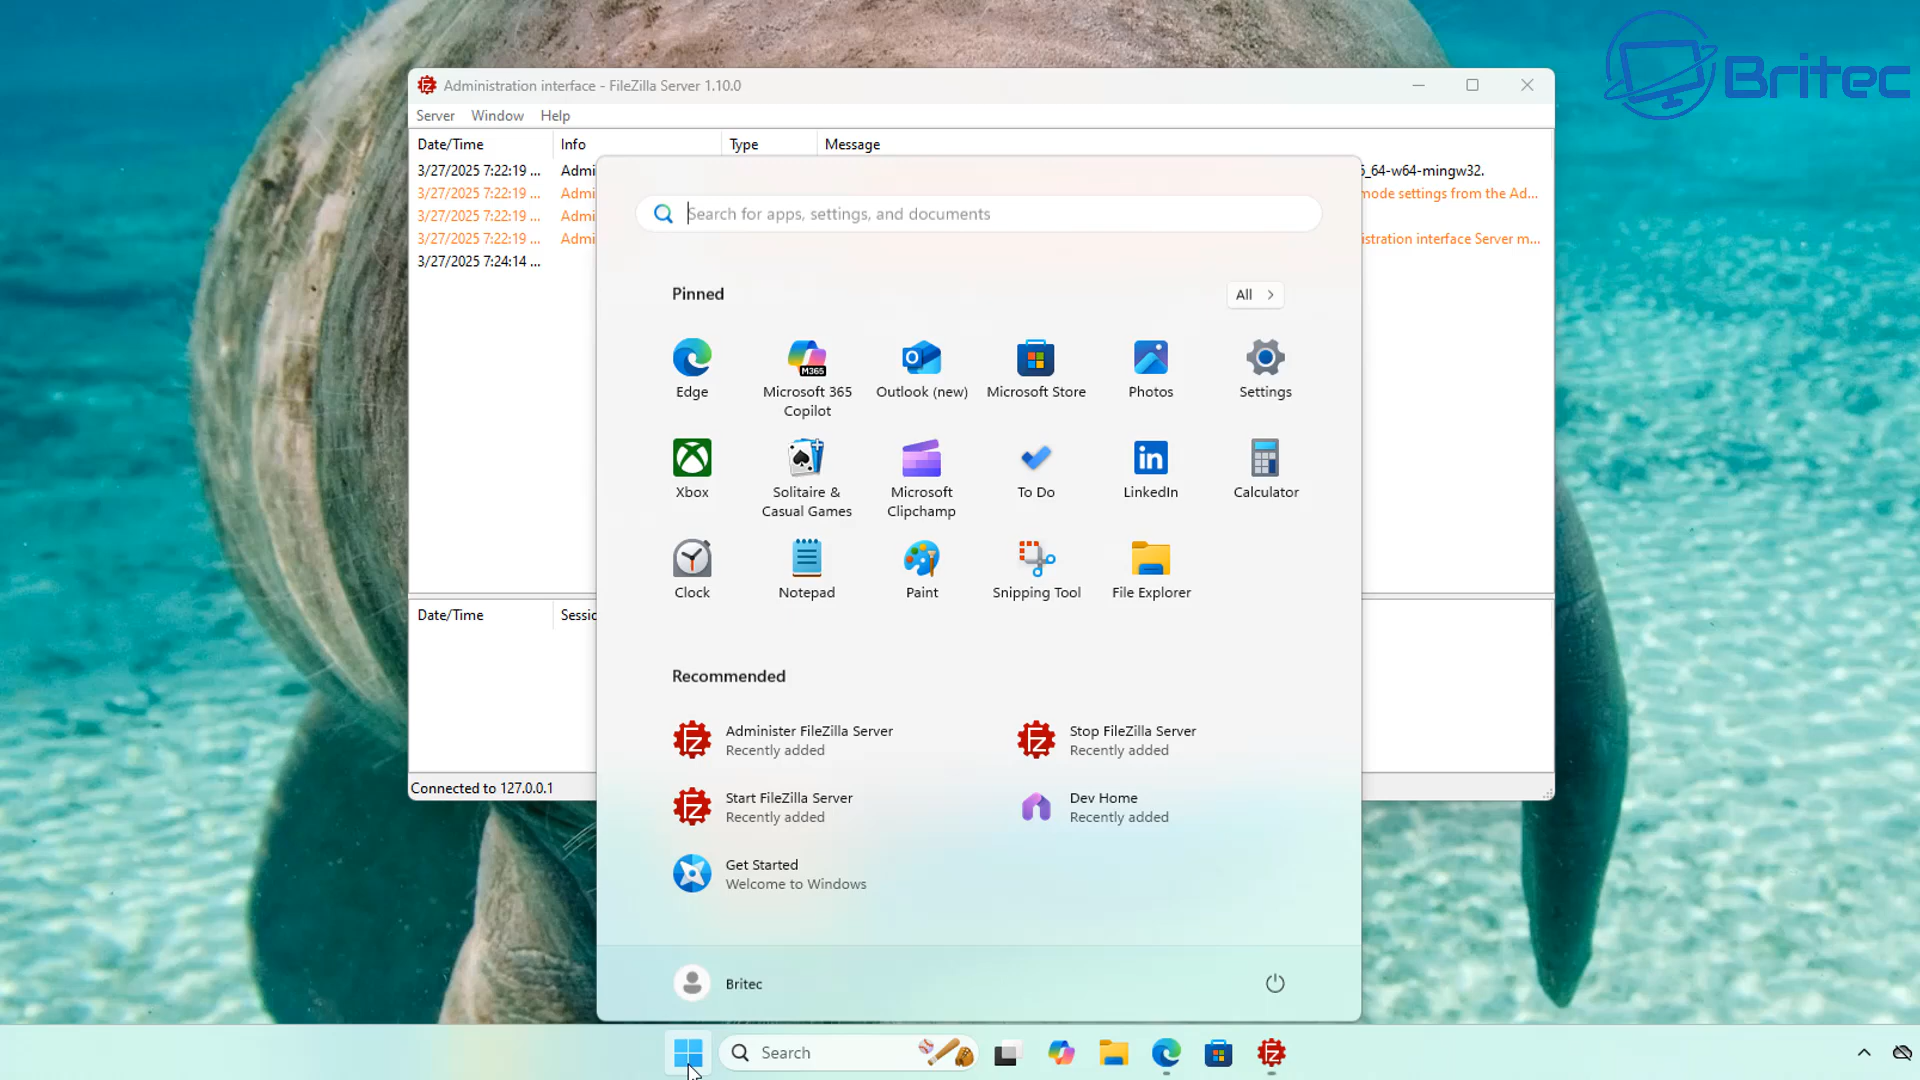 Britec
Administration interface - FileZilla Server 1.10.0
Server Window Help
Date/Time Info Type Message
3/27/2025 7:22:19 ... Admi 6_64-w64-mingw32.
3/27/2025 7:22:19 ... Admi mode settings from the Ad...
3/27/2025 7:22:19 ... Admi
3/27/2025 7:22:19 ... Admi istration interface Server m...
3/27/2025 7:24:14 ...
Search for apps, settings, and documents
Pinned
All
Edge
Microsoft 365
Copilot
M365
Outlook (new)
Microsoft Store
Photos
Settings
Xbox
Solitaire &
Casual Games
Microsoft
Clipchamp
To Do
LinkedIn
Calculator
Clock
Notepad
Paint
Snipping Tool
File Explorer
Date/Time Sessio
Recommended
Administer FileZilla Server
Recently added
Stop FileZilla Server
Recently added
Start FileZilla Server
Recently added
Dev Home
Recently added
Get Started
Welcome to Windows
Connected to 127.0.0.1
Britec
Search